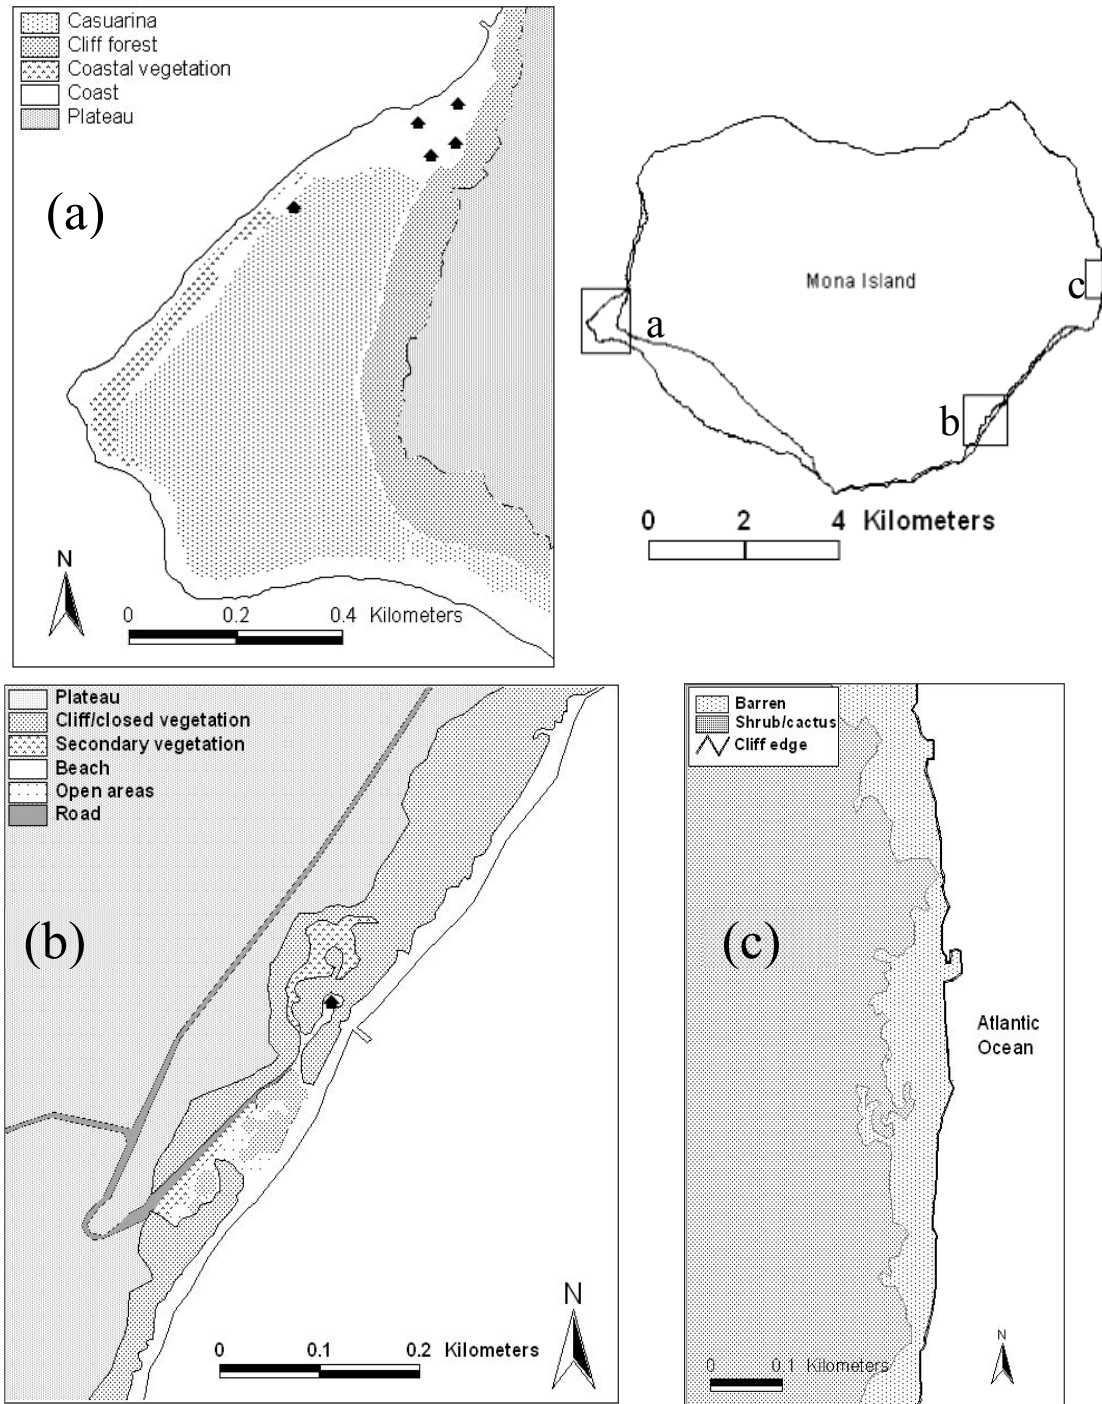 Casuarina
Cliff forest
Coastal vegetation
Coast
Plateau
(a)
N
0 0.2 0.4 Kilometers
Mona Island
a
b
c
0 2 4 Kilometers
Plateau
Cliff/closed vegetation
Secondary vegetation
Beach
Open areas
Road
(b)
N
0 0.1 0.2 Kilometers
Barren
Shrub/cactus
Cliff edge
(c)
Atlantic
Ocean
N
0 0.1 Kilometers